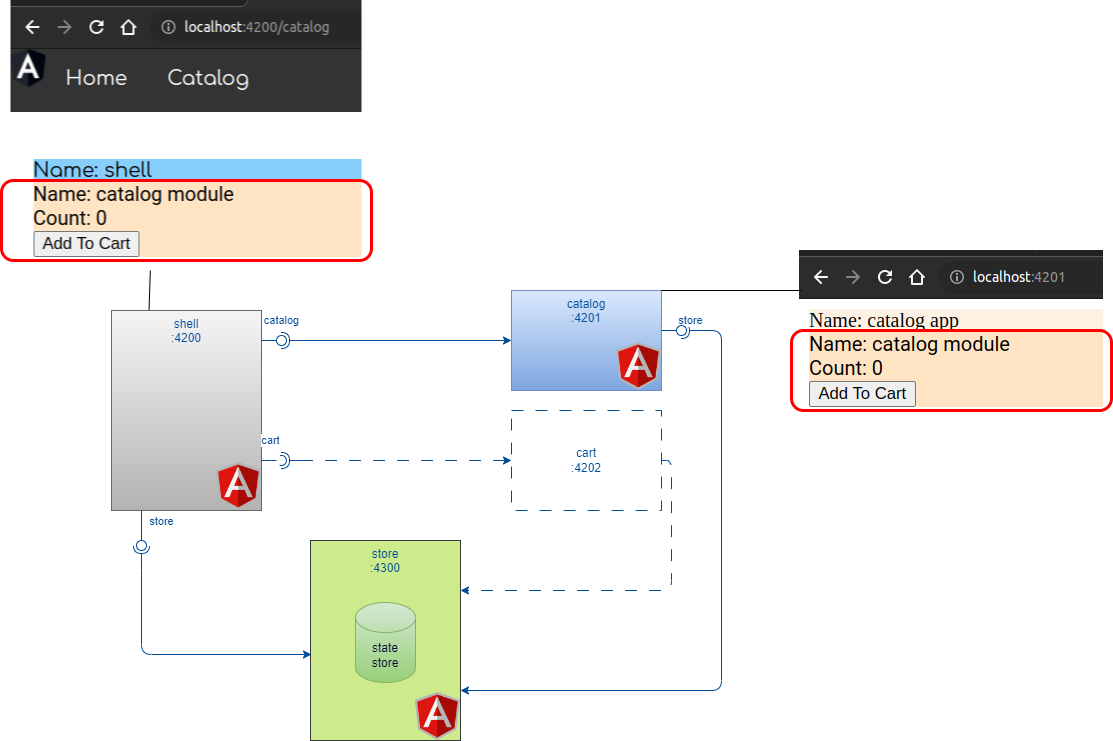 localhost:4200/catalog
Home Catalog
Name: shell
Name: catalog module
Count: 0
Add To Cart
localhost:4201
Name: catalog app
Name: catalog module
Count: 0
Add To Cart
shell
:4200
catalog
catalog
:4201
store
cart
cart
:4202
store
store
:4300
state
store